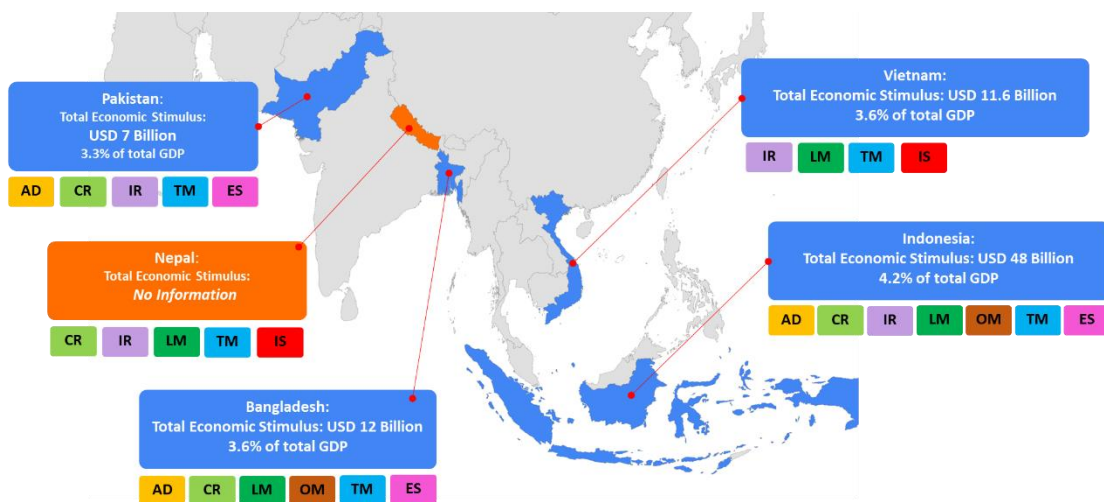 Pakistan:
Total Economic Stimulus:
USD 7 Billion
3.3% of total GDP
AD CR IR TM ES
Nepal:
Total Economic Stimulus:
No Information
CR IR LM TM IS
Bangladesh:
Total Economic Stimulus: USD 12 Billion
3.6% of total GDP
AD CR LM OM TM ES
Vietnam:
Total Economic Stimulus: USD 11.6 Billion
3.6% of total GDP
IR LM TM IS
Indonesia:
Total Economic Stimulus: USD 48 Billion
4.2% of total GDP
AD CR IR LM OM TM ES